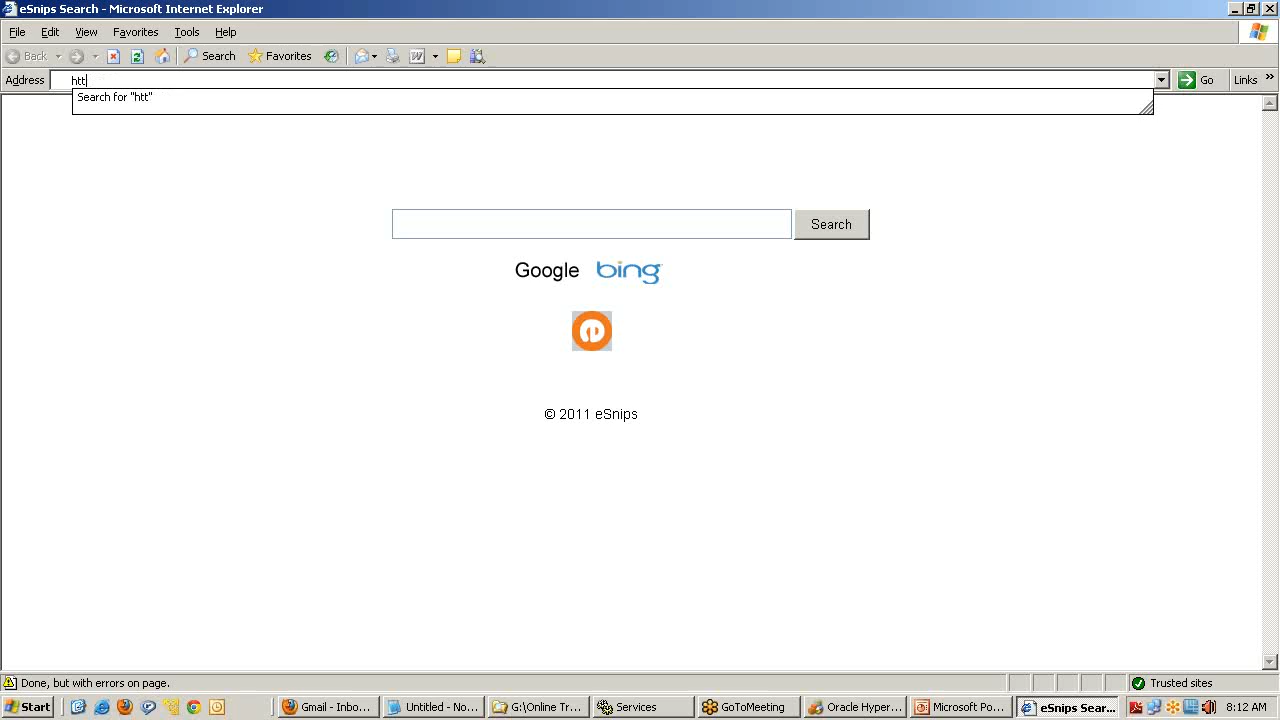 eSnips Search - Microsoft Internet Explorer
File Edit View Favorites Tools Help
Back Search Favorites
Address htt Go Links »
Search for "htt"
Search
Google bing
© 2011 eSnips
Done, but with errors on page. Trusted sites
Start Gmail - Inbo... Untitled - No... G:\Online Tr... Services GoToMeeting Oracle Hyper... Microsoft Po... eSnips Sear... 8:12 AM